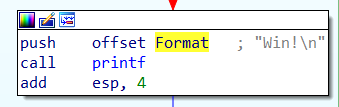 push    offset Format   ; "Win!\n"
call    printf
add     esp, 4